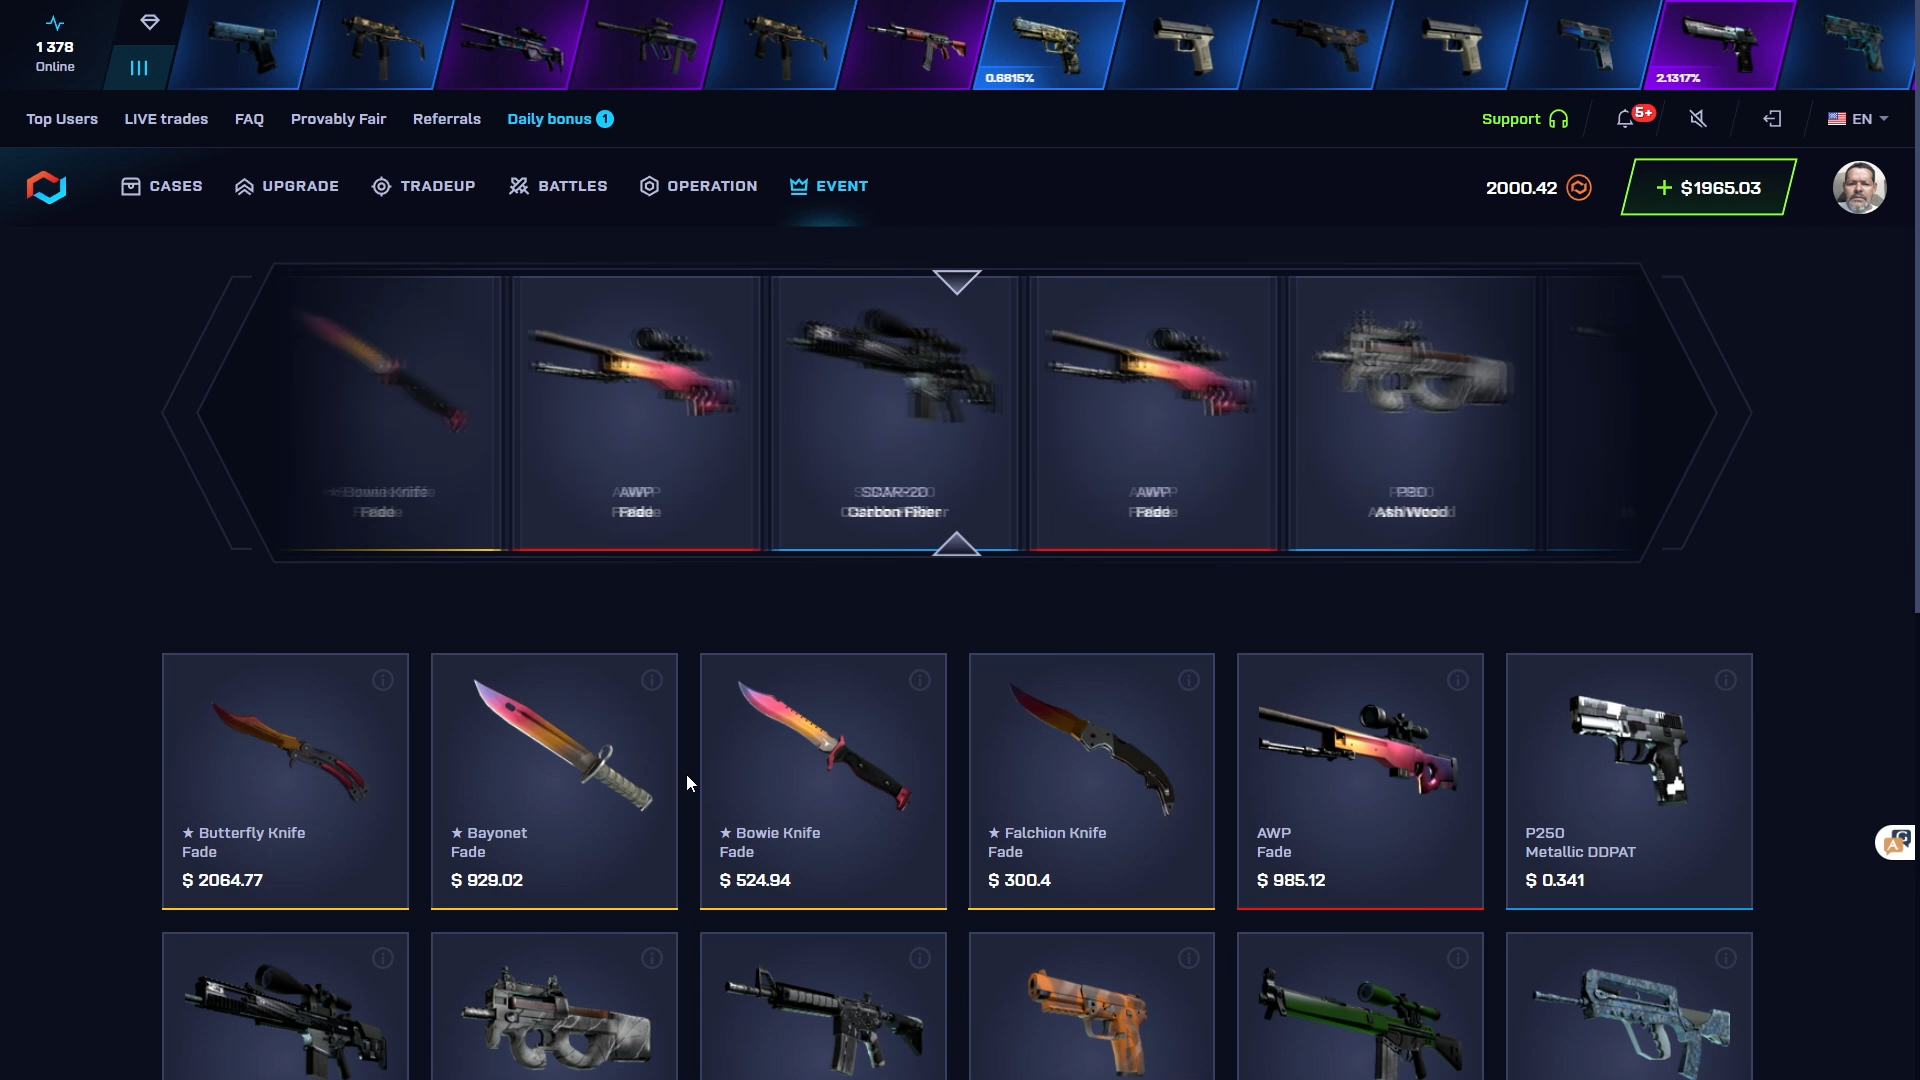 1 378
Online
0.6815%
2.1317%
Top Users
LIVE trades
FAQ
Provably Fair
Referrals
Daily bonus 1
Support
5+
EN
CASES
UPGRADE
TRADEUP
BATTLES
OPERATION
EVENT
2000.42
+ $1965.03
★ Bowie Knife
Fade
AWP
Fade
SCAR-20
Carbon Fiber
AWP
Fade
P90
Ash Wood
★ Butterfly Knife
Fade
$ 2064.77
★ Bayonet
Fade
$ 929.02
★ Bowie Knife
Fade
$ 524.94
★ Falchion Knife
Fade
$ 300.4
AWP
Fade
$ 985.12
P250
Metallic DDPAT
$ 0.341